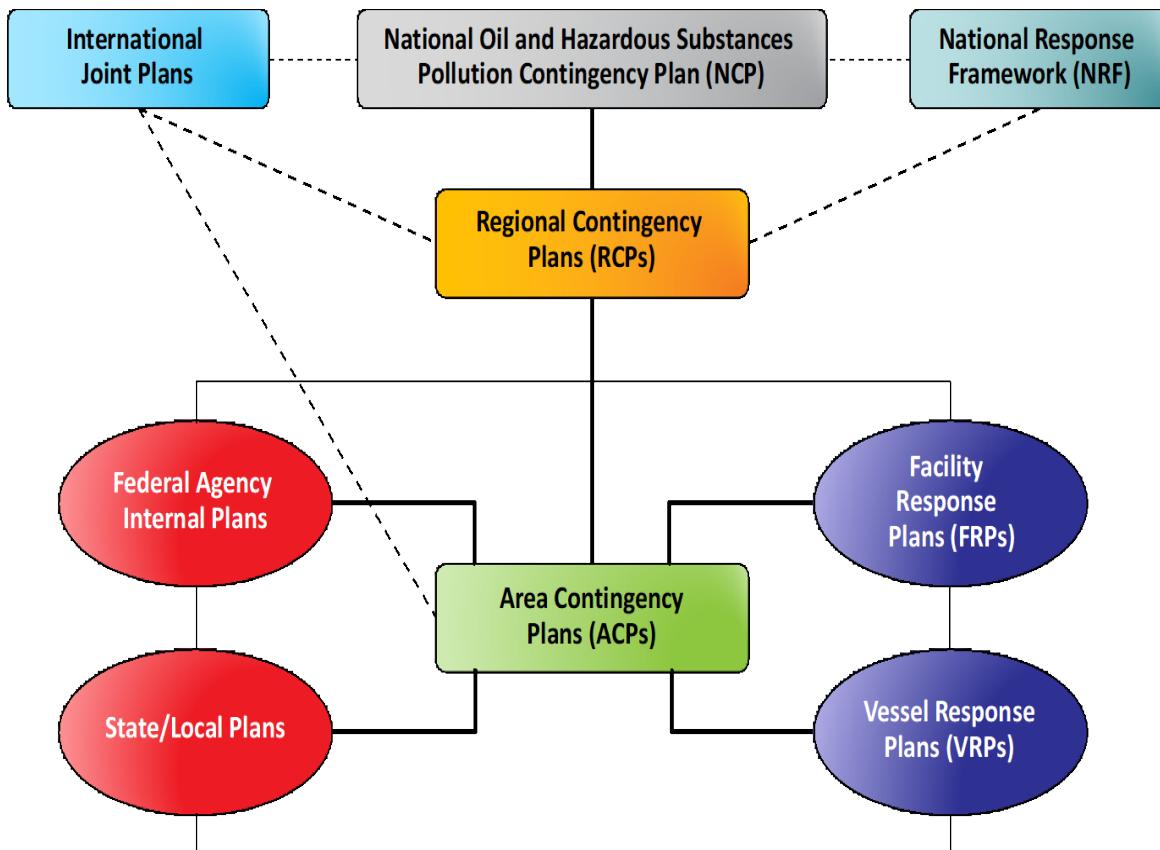 International
Joint Plans
National Oil and Hazardous Substances
Pollution Contingency Plan (NCP)
National Response
Framework (NRF)
Regional Contingency
Plans (RCPs)
Federal Agency
Internal Plans
Facility
Response
Plans (FRPs)
Area Contingency
Plans (ACPs)
State/Local Plans
Vessel Response
Plans (VRPs)